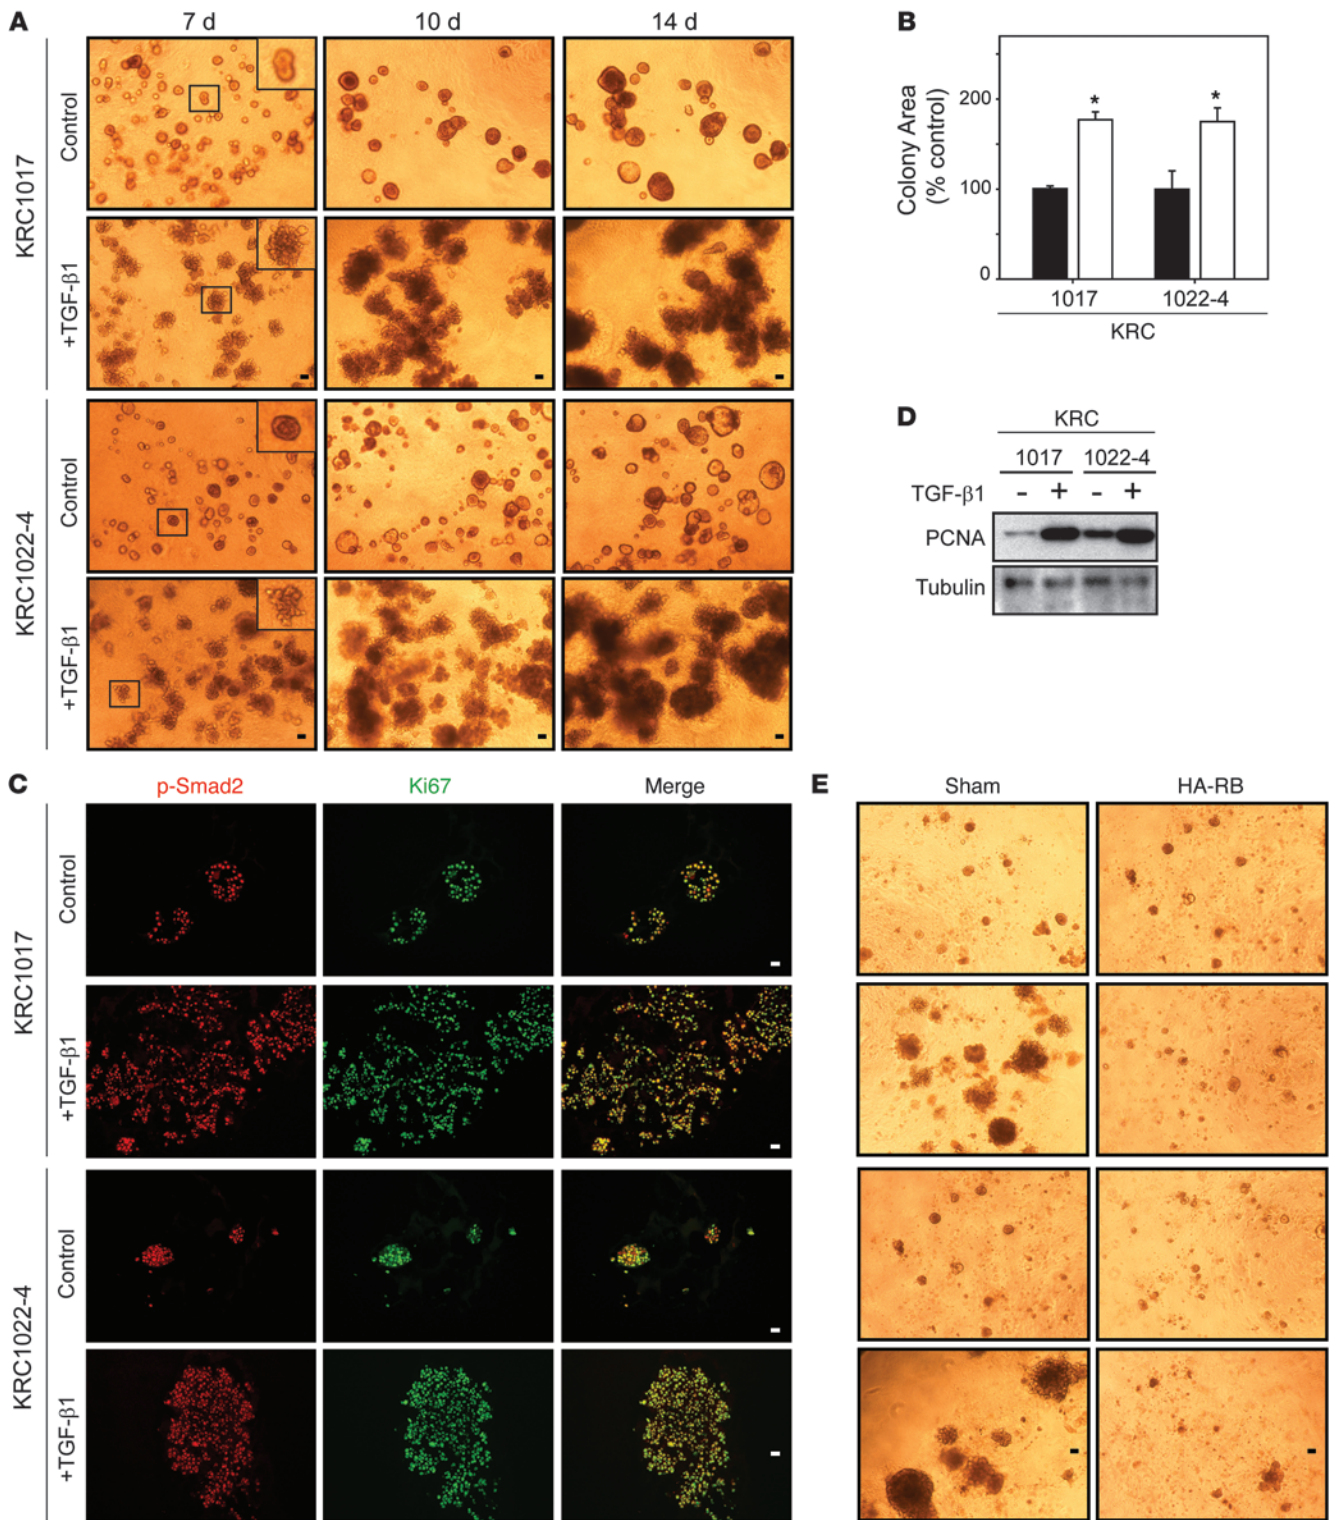 A
7 d
10 d
14 d
KRC1017
Control
+TGF-β1
KRC1022-4
Control
+TGF-β1
B
Colony Area
(% control)
200
100
0
*
*
1017
1022-4
KRC
D
KRC
1017
1022-4
TGF-β1
- + - +
PCNA
Tubulin
C
p-Smad2
Ki67
Merge
KRC1017
Control
+TGF-β1
KRC1022-4
Control
+TGF-β1
E
Sham
HA-RB